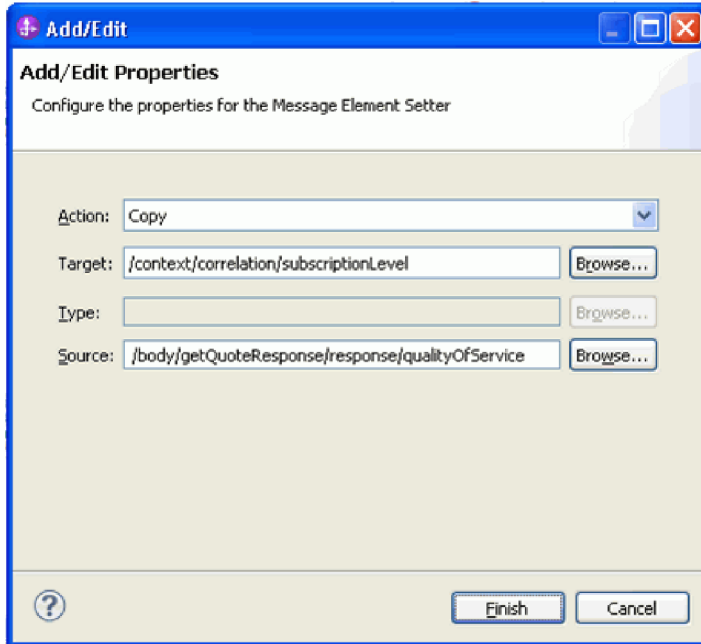 Add/Edit
Add/Edit Properties
Configure the properties for the Message Element Setter
Action: Copy
Target: /context/correlation/subscriptionLevel Browse...
Type: Browse...
Source: /body/getQuoteResponse/response/qualityOfService Browse...
? Finish Cancel